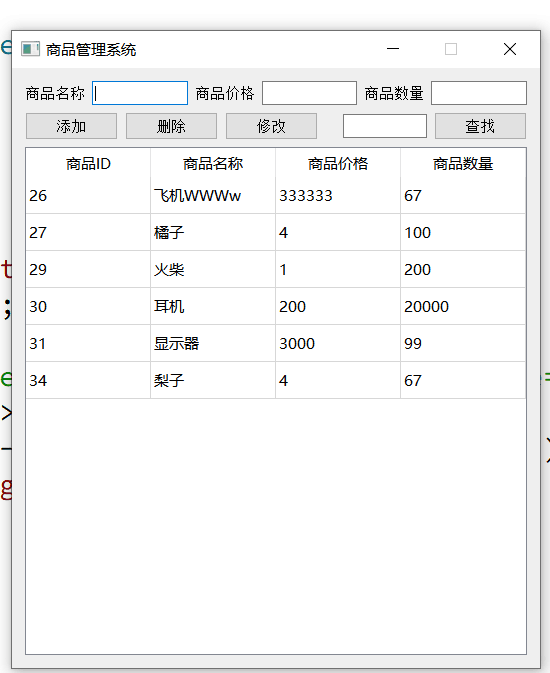 商品管理系统
商品名称 商品价格 商品数量
添加 删除 修改 查找
商品ID 商品名称 商品价格 商品数量
26 飞机WWWw 333333 67
27 橘子 4 100
29 火柴 1 200
30 耳机 200 20000
31 显示器 3000 99
34 梨子 4 67